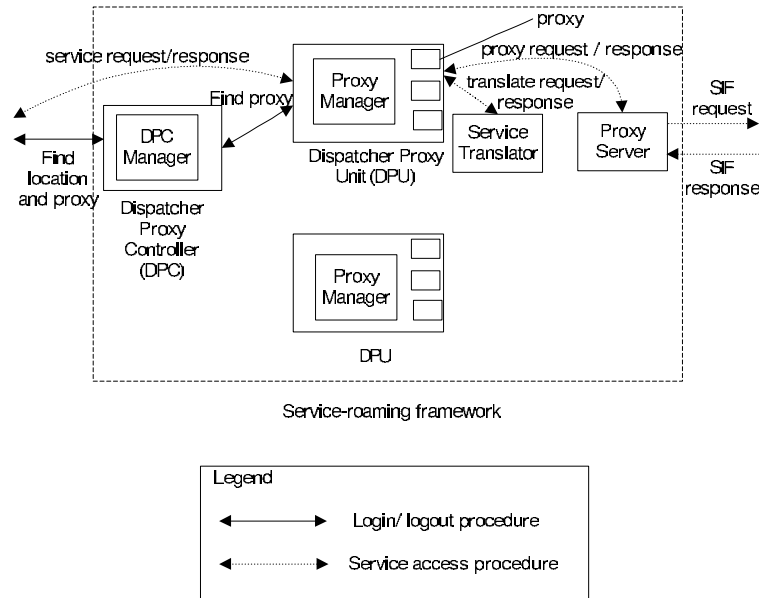 proxy
service request/response
proxy request / response
Proxy
Manager
Find proxy
translate request/
response
SIF
request
DPC
Manager
Service
Translator
Proxy
Server
Find
location
and proxy
Dispatcher Proxy
Unit (DPU)
SIF
response
Dispatcher
Proxy
Controller
(DPC)
Proxy
Manager
DPU
Service-roaming framework
Legend
Login/ logout procedure
Service access procedure